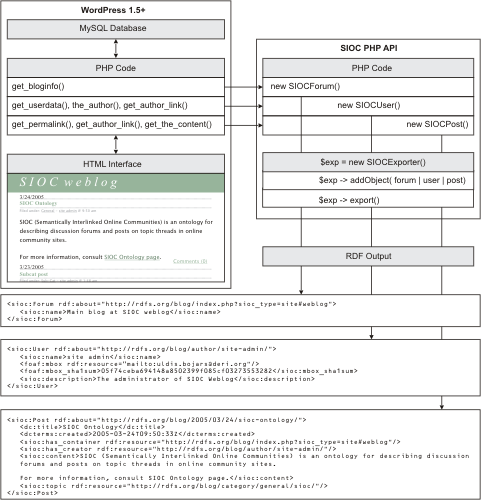 WordPress 1.5+
MySQL Database
PHP Code
get_bloginfo()
get_userdata(), the_author(), get_author_link()
get_permalink(), get_author_link(), get_the_content()
HTML Interface
SIOC weblog
3/24/2005
SIOC Ontology
SIOC (Semantically Interlinked Online Communities) is an ontology for
describing discussion forums and posts on topic threads in online
community sites.
For more information, consult SIOC Ontology page.
Comments (0)
3/23/2005
SIOC PHP API
PHP Code
new SIOCForum()
new SIOCUser()
new SIOCPost()
$exp = new SIOCExporter()
$exp -> addObject( forum | user | post)
$exp -> export()
RDF Output
<sioc:Forum rdf:about="http://rdfs.org/blog/index.php?sioc_type=site#weblog">
<sioc:name>Main blog at SIOC weblog</sioc:name>
</sioc:Forum>
<sioc:User rdf:about="http://rdfs.org/blog/author/site-admin/">
<sioc:name>site admin</sioc:name>
<foaf:mbox rdf:resource="mailto:uldis.bojars@deri.org"/>
<foaf:mbox_sha1sum>05f74ceba694148a8502399f085cf03273553282</sioc:mbox_sha1sum>
<sioc:description>The administrator of SIOC Weblog</sioc:description>
</sioc:User>
<sioc:Post rdf:about="http://rdfs.org/blog/2005/03/24/sioc-ontology/">
<dc:title>SIOC Ontology</dc:title>
<dcterms:created>2005-03-24T09:50:33Z</dcterms:created>
<sioc:has_container rdf:resource="http://rdfs.org/blog/index.php?sioc_type=site#weblog"/>
<sioc:has_creator rdf:resource="http://rdfs.org/blog/author/site-admin/"/>
<sioc:content>SIOC (Semantically Interlinked Online Communities) is an ontology for describing discussion
forums and posts on topic threads in online community sites.
For more information, consult SIOC Ontology page.</sioc:content>
<sioc:topic rdf:resource="http://rdfs.org/blog/category/general/sioc/"/>
</sioc:Post>